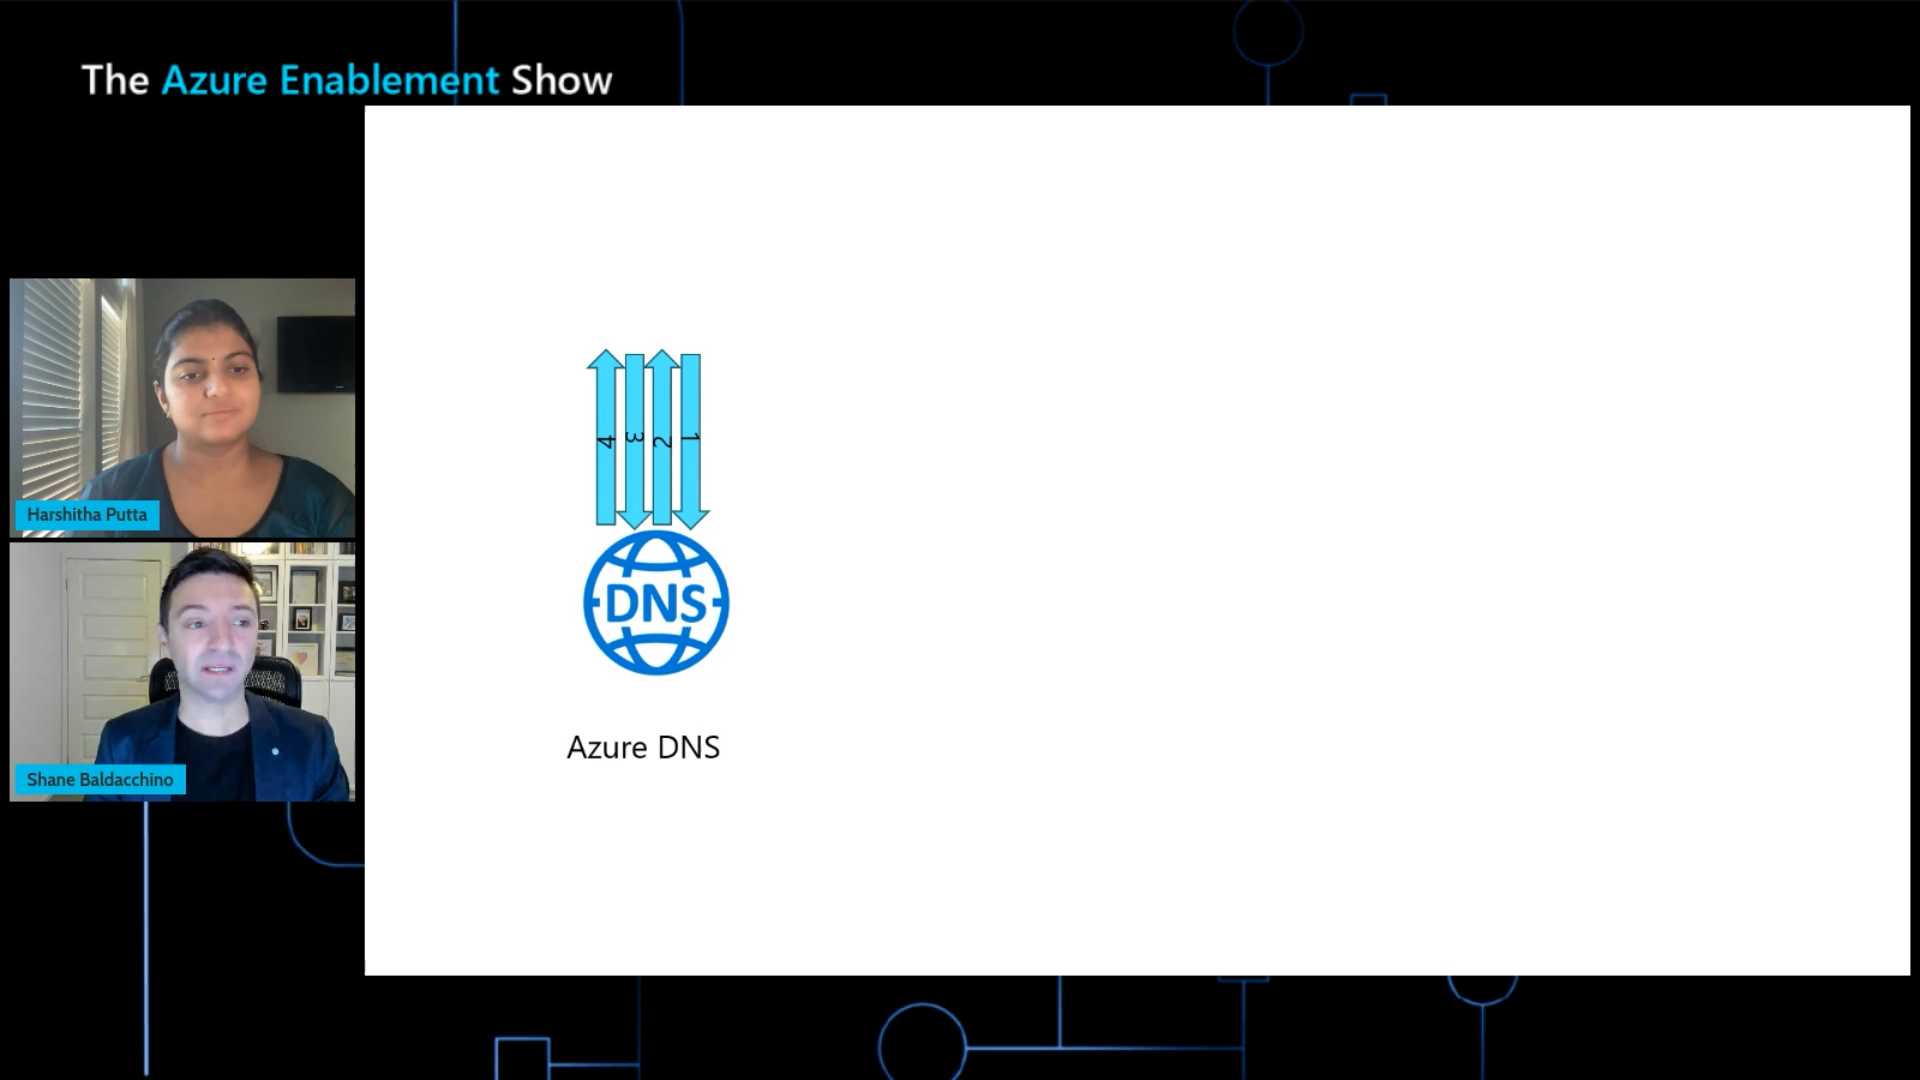 The Azure Enablement Show
4 3 2 1
DNS
Azure DNS
Harshitha Putta
Shane Baldacchino